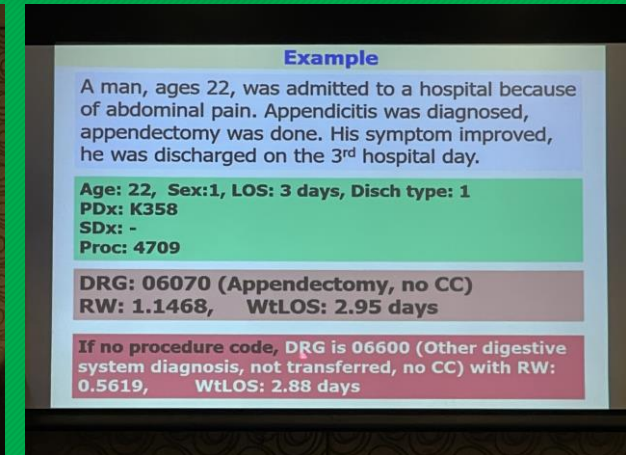 Example
A man, ages 22, was admitted to a hospital because
of abdominal pain. Appendicitis was diagnosed,
appendectomy was done. His symptom improved,
he was discharged on the 3rd hospital day.
Age: 22, Sex:1, LOS: 3 days, Disch type: 1
PDx: K358
SDx: -
Proc: 4709
DRG: 06070 (Appendectomy, no CC)
RW: 1.1468, WtLOS: 2.95 days
If no procedure code, DRG is 06600 (Other digestive
system diagnosis, not transferred, no CC) with RW:
0.5619, WtLOS: 2.88 days